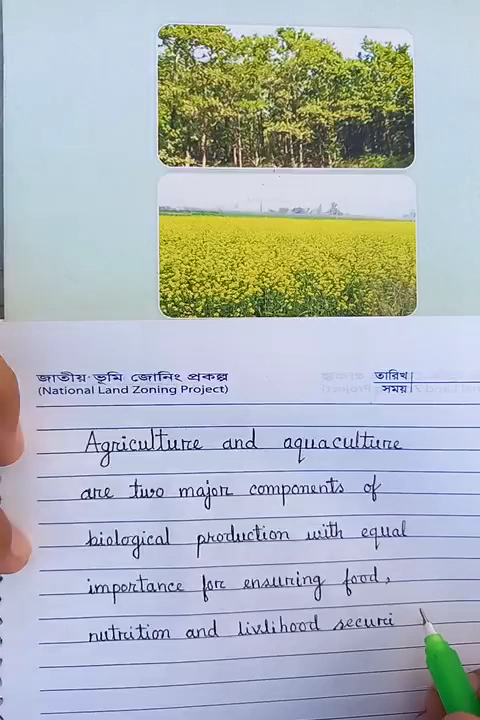 জাতীয় ভূমি জোনিং প্রকল্প
(National Land Zoning Project)
তারিখ
সময়
Agriculture and aquaculture
are two major components of
biological production with equal
importance for ensuring food,
nutrition and livlihood securi